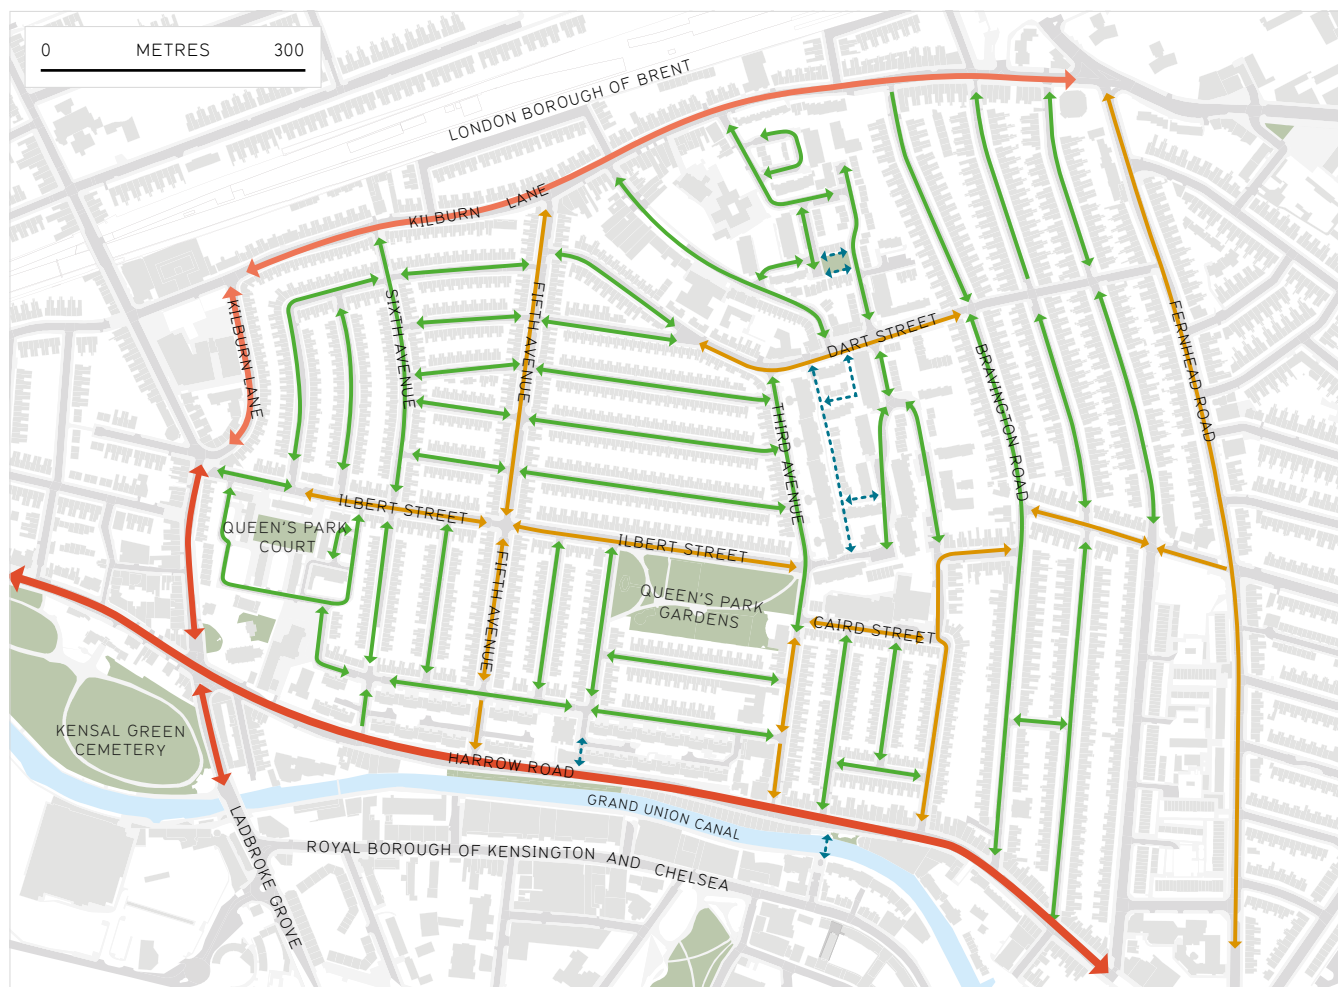 0 METRES 300
LONDON BOROUGH OF BRENT
KILBURN LANE
KILBURN LANE
SIXTH AVENUE
FIFTH AVENUE
DART STREET
FERNHEAD ROAD
BRAVINGTON ROAD
THIRD AVENUE
ILBERT STREET
QUEEN'S PARK
COURT
ILBERT STREET
FIFTH AVENUE
QUEEN'S PARK
GARDENS
CAIRD STREET
KENSAL GREEN
CEMETERY
HARROW ROAD
GRAND UNION CANAL
LADBROKE GROVE
ROYAL BOROUGH OF KENSINGTON AND CHELSEA